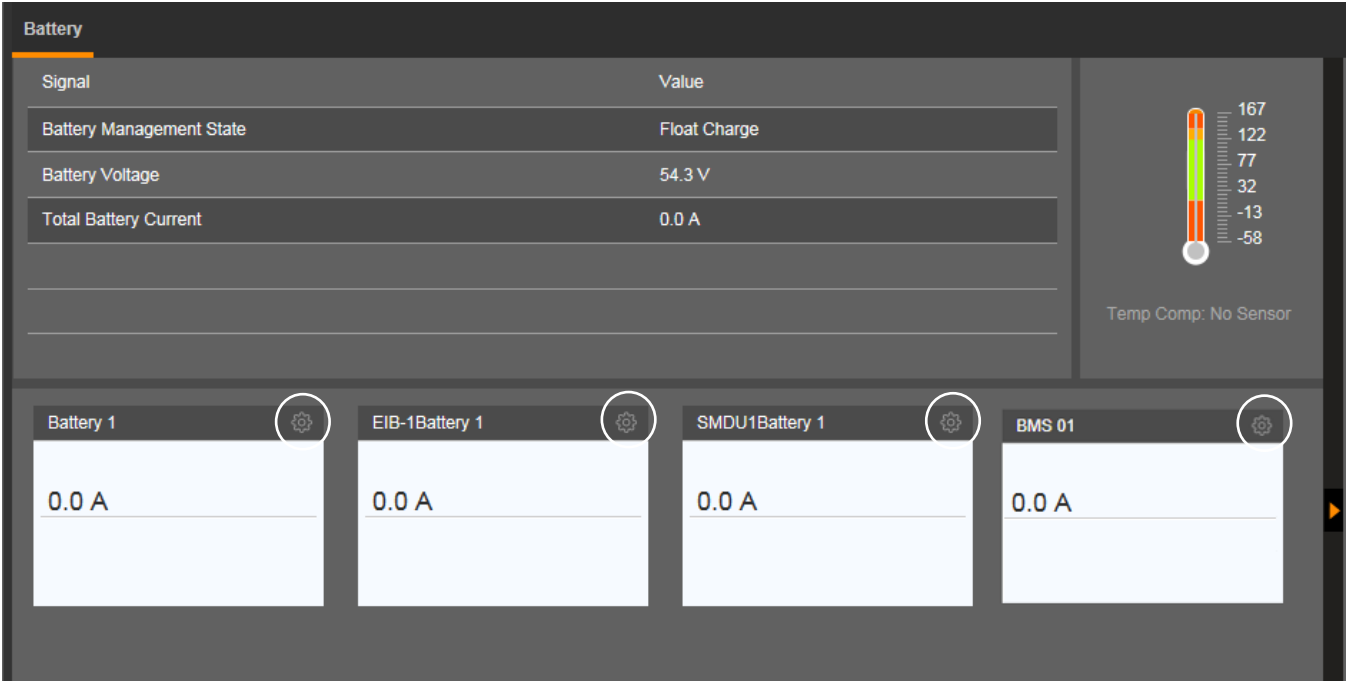 Battery
Signal Value
Battery Management State Float Charge
Battery Voltage 54.3 V
Total Battery Current 0.0 A
167
122
77
32
-13
-58
Temp Comp: No Sensor
Battery 1 EIB-1Battery 1 SMDU1Battery 1 BMS 01
0.0 A 0.0 A 0.0 A 0.0 A